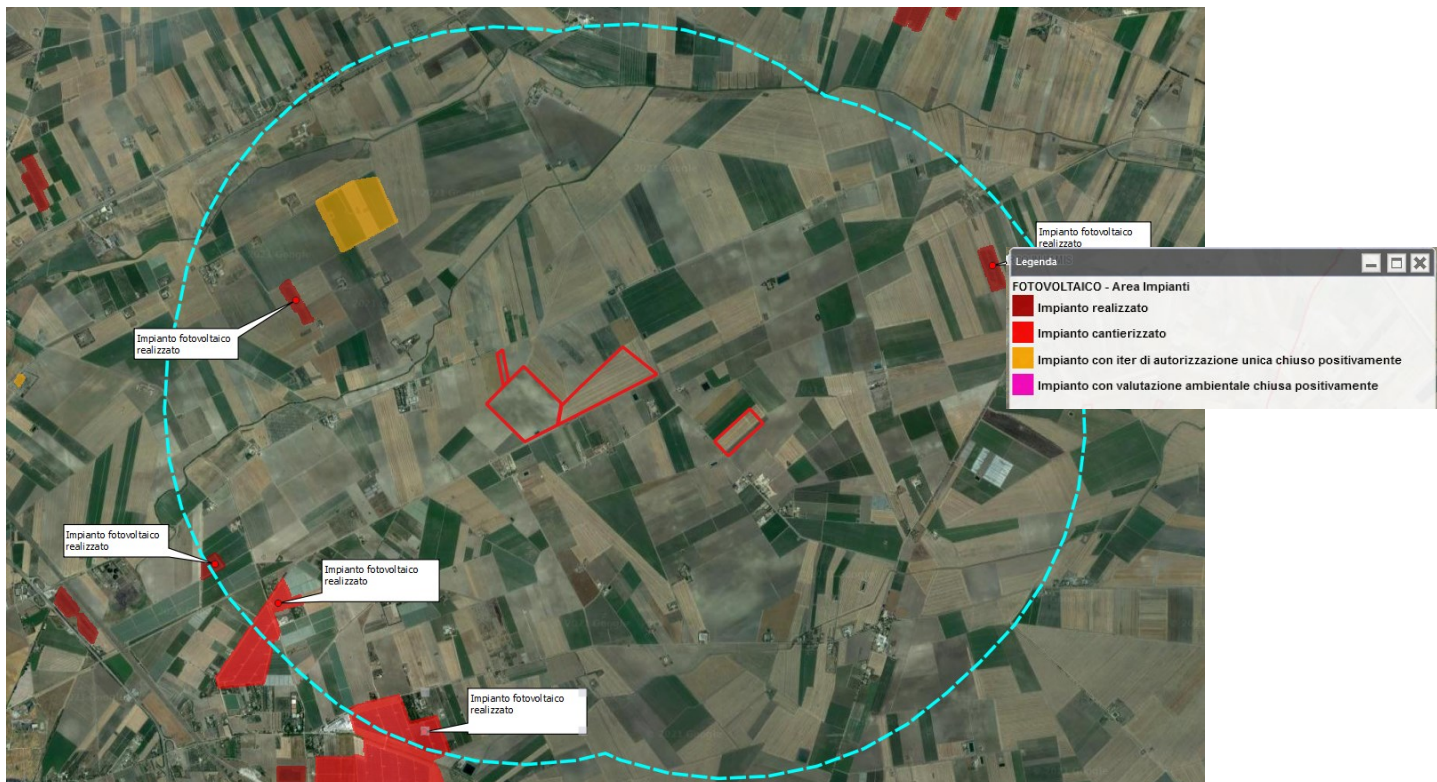 Impianto fotovoltaico
realizzato
Legenda
FOTOVOLTAICO - Area Impianti
Impianto realizzato
Impianto cantierizzato
Impianto con iter di autorizzazione unica chiuso positivamente
Impianto con valutazione ambientale chiusa positivamente
Impianto fotovoltaico
realizzato
Impianto fotovoltaico
realizzato
Impianto fotovoltaico
realizzato
Impianto fotovoltaico
realizzato